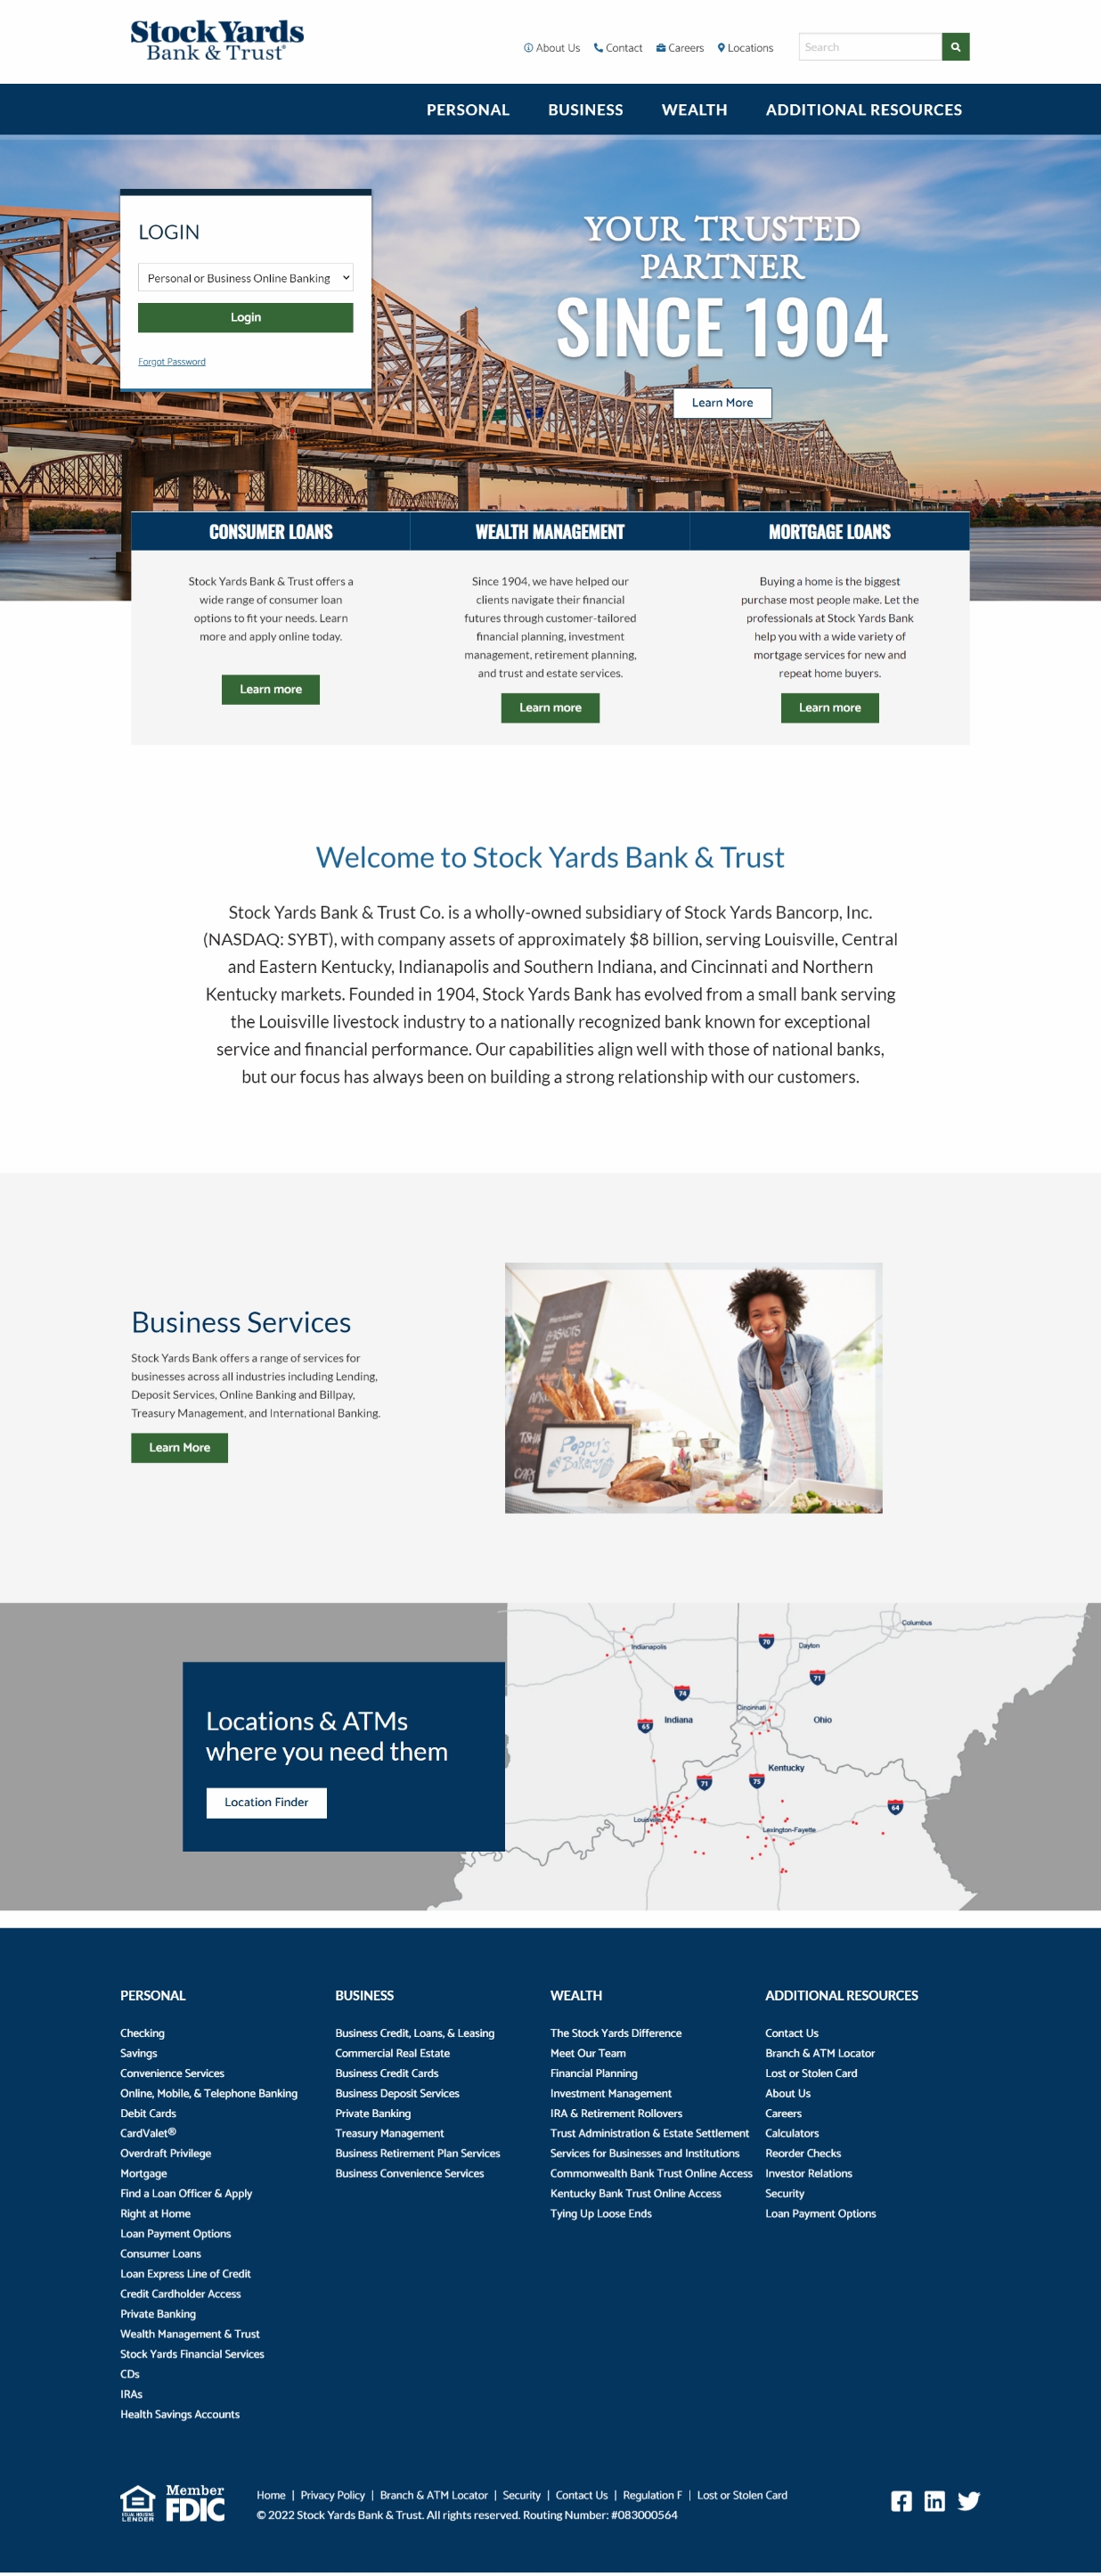 Stock Yards
Bank & Trust®
About Us
Contact
Careers
Locations
Search
PERSONAL
BUSINESS
WEALTH
ADDITIONAL RESOURCES
LOGIN
Personal or Business Online Banking
Login
Forgot Password
YOUR TRUSTED
PARTNER
SINCE 1904
Learn More
CONSUMER LOANS
Stock Yards Bank & Trust offers a
wide range of consumer loan
options to fit your needs. Learn
more and apply online today.
Learn more
WEALTH MANAGEMENT
Since 1904, we have helped our
clients navigate their financial
futures through customer-tailored
financial planning, investment
management, retirement planning,
and trust and estate services.
Learn more
MORTGAGE LOANS
Buying a home is the biggest
purchase most people make. Let the
professionals at Stock Yards Bank
help you with a wide variety of
mortgage services for new and
repeat home buyers.
Learn more
Welcome to Stock Yards Bank & Trust
Stock Yards Bank & Trust Co. is a wholly-owned subsidiary of Stock Yards Bancorp, Inc.
(NASDAQ: SYBT), with company assets of approximately $8 billion, serving Louisville, Central
and Eastern Kentucky, Indianapolis and Southern Indiana, and Cincinnati and Northern
Kentucky markets. Founded in 1904, Stock Yards Bank has evolved from a small bank serving
the Louisville livestock industry to a nationally recognized bank known for exceptional
service and financial performance. Our capabilities align well with those of national banks,
but our focus has always been on building a strong relationship with our customers.
Business Services
Stock Yards Bank offers a range of services for
businesses across all industries including Lending,
Deposit Services, Online Banking and Billpay,
Treasury Management, and International Banking.
Learn More
BASKETS
Poppy's
Bakery
Locations & ATMs
where you need them
Location Finder
Columbus
Indianapolis
70
Dayton
71
74
Cincinnati
65
Indiana
Ohio
Kentucky
71
75
64
Louisville
Lexington-Fayette
PERSONAL
Checking
Savings
Convenience Services
Online, Mobile, & Telephone Banking
Debit Cards
CardValet®
Overdraft Privilege
Mortgage
Find a Loan Officer & Apply
Right at Home
Loan Payment Options
Consumer Loans
Loan Express Line of Credit
Credit Cardholder Access
Private Banking
Wealth Management & Trust
Stock Yards Financial Services
CDs
IRAs
Health Savings Accounts
BUSINESS
Business Credit, Loans, & Leasing
Commercial Real Estate
Business Credit Cards
Business Deposit Services
Private Banking
Treasury Management
Business Retirement Plan Services
Business Convenience Services
WEALTH
The Stock Yards Difference
Meet Our Team
Financial Planning
Investment Management
IRA & Retirement Rollovers
Trust Administration & Estate Settlement
Services for Businesses and Institutions
Commonwealth Bank Trust Online Access
Kentucky Bank Trust Online Access
Tying Up Loose Ends
ADDITIONAL RESOURCES
Contact Us
Branch & ATM Locator
Lost or Stolen Card
About Us
Careers
Calculators
Reorder Checks
Investor Relations
Security
Loan Payment Options
EQUAL HOUSING
LENDER
Member
FDIC
Home | Privacy Policy | Branch & ATM Locator | Security | Contact Us | Regulation F | Lost or Stolen Card
© 2022 Stock Yards Bank & Trust. All rights reserved. Routing Number: #083000564